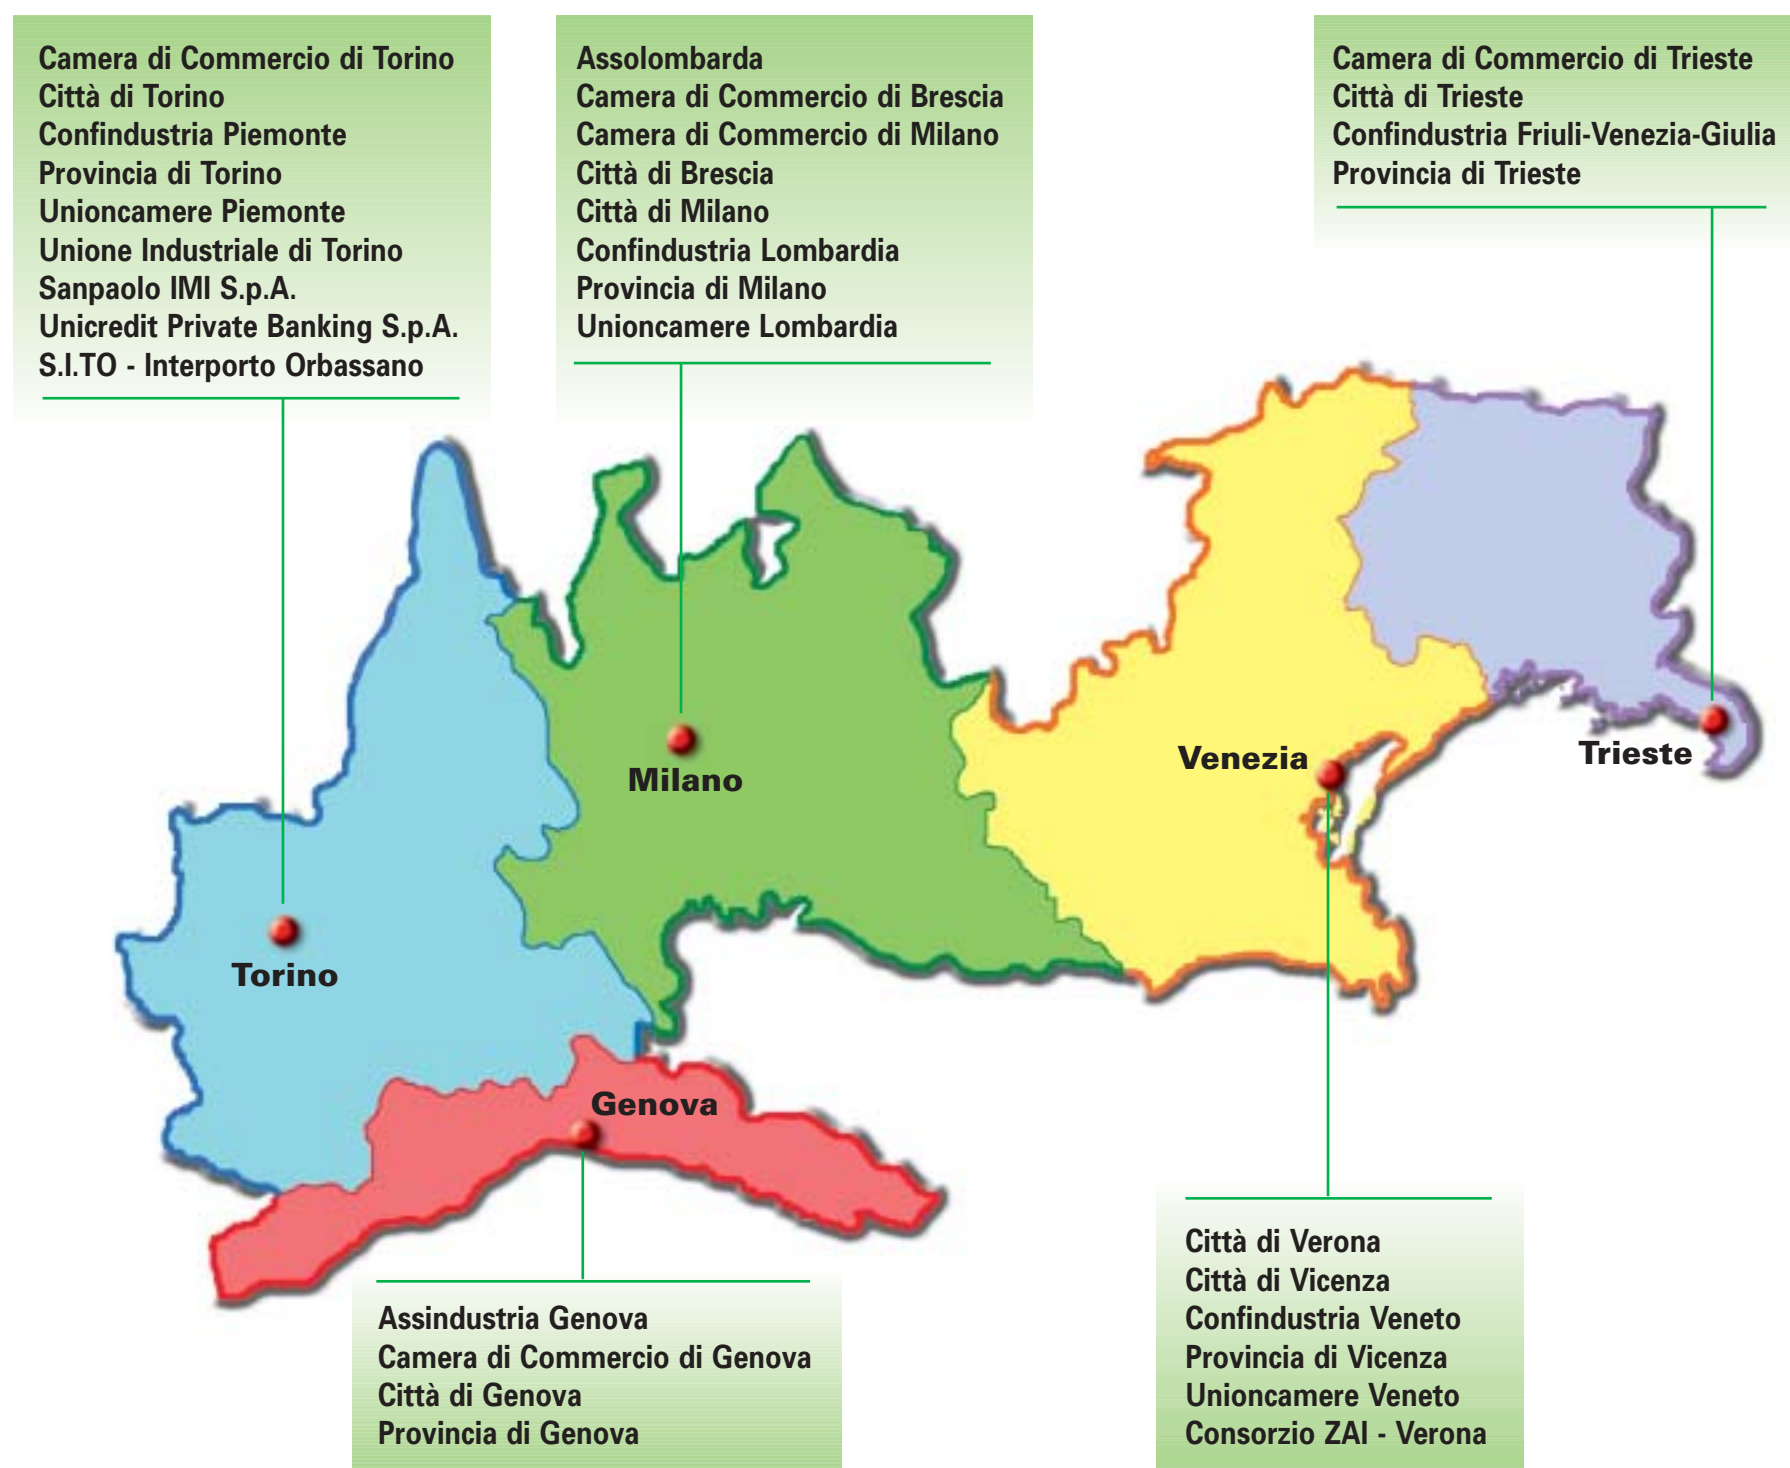 Camera di Commercio di Torino
Città di Torino
Confindustria Piemonte
Provincia di Torino
Unioncamere Piemonte
Unione Industriale di Torino
Sanpaolo IMI S.p.A.
Unicredit Private Banking S.p.A.
S.I.TO - Interporto Orbassano
Assolombarda
Camera di Commercio di Brescia
Camera di Commercio di Milano
Città di Brescia
Città di Milano
Confindustria Lombardia
Provincia di Milano
Unioncamere Lombardia
Camera di Commercio di Trieste
Città di Trieste
Confindustria Friuli-Venezia-Giulia
Provincia di Trieste
Venezia
Trieste
Milano
Torino
Genova
Assindustria Genova
Camera di Commercio di Genova
Città di Genova
Provincia di Genova
Città di Verona
Città di Vicenza
Confindustria Veneto
Provincia di Vicenza
Unioncamere Veneto
Consorzio ZAI - Verona